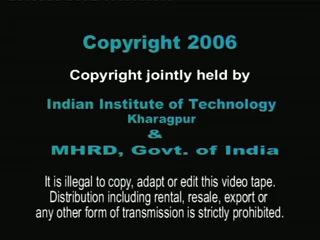 Copyright 2006
Copyright jointly held by
Indian Institute of Technology
Kharagpur
&
MHRD, Govt. of India
It is illegal to copy, adapt or edit this video tape.
Distribution including rental, resale, export or
any other form of transmission is strictly prohibited.